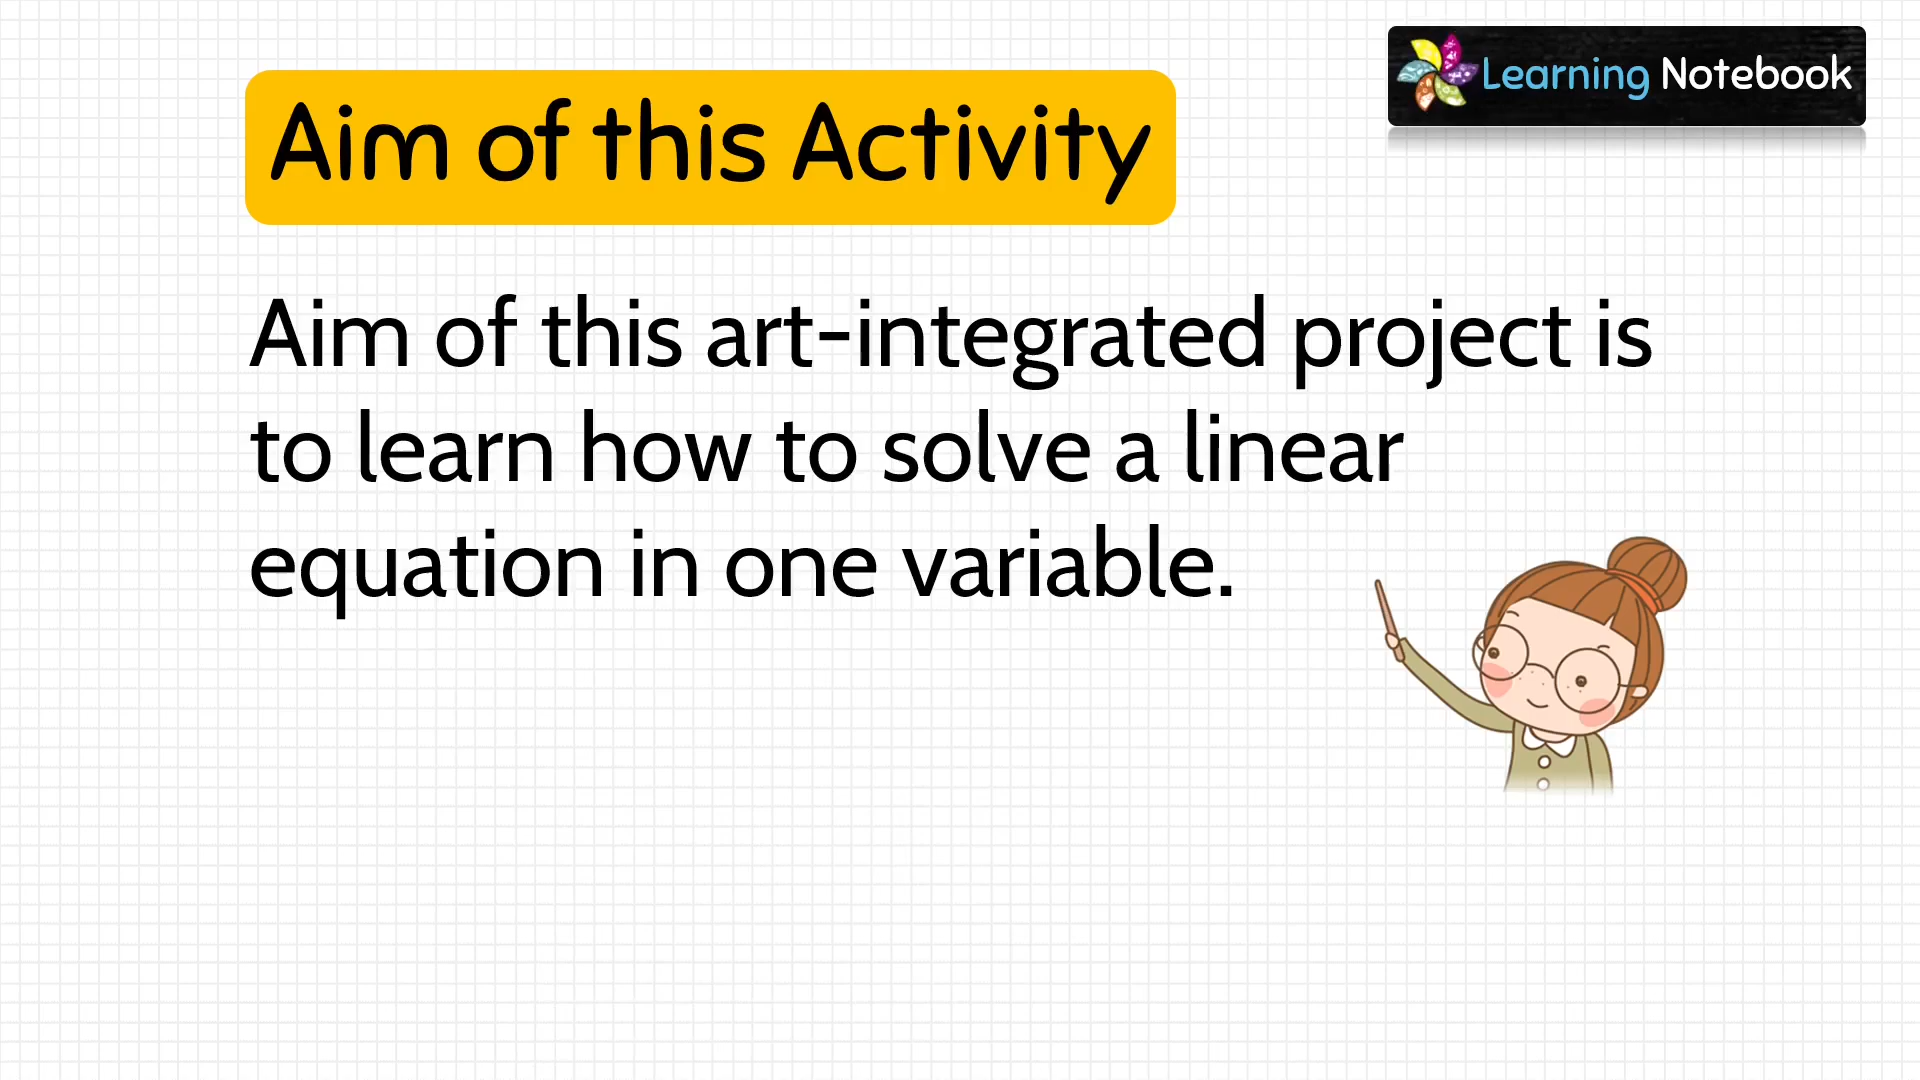 Learning Notebook
Aim of this Activity
Aim of this art-integrated project is
to learn how to solve a linear
equation in one variable.